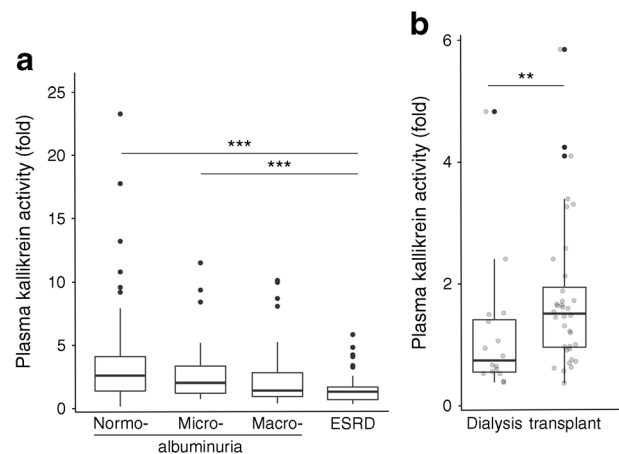 a
Plasma kallikrein activity (fold)
25
20
15
10
5
0
***
***
Normo-
Micro-
Macro-
ESRD
albuminuria
b
Plasma kallikrein activity (fold)
6
4
2
0
**
Dialysis transplant